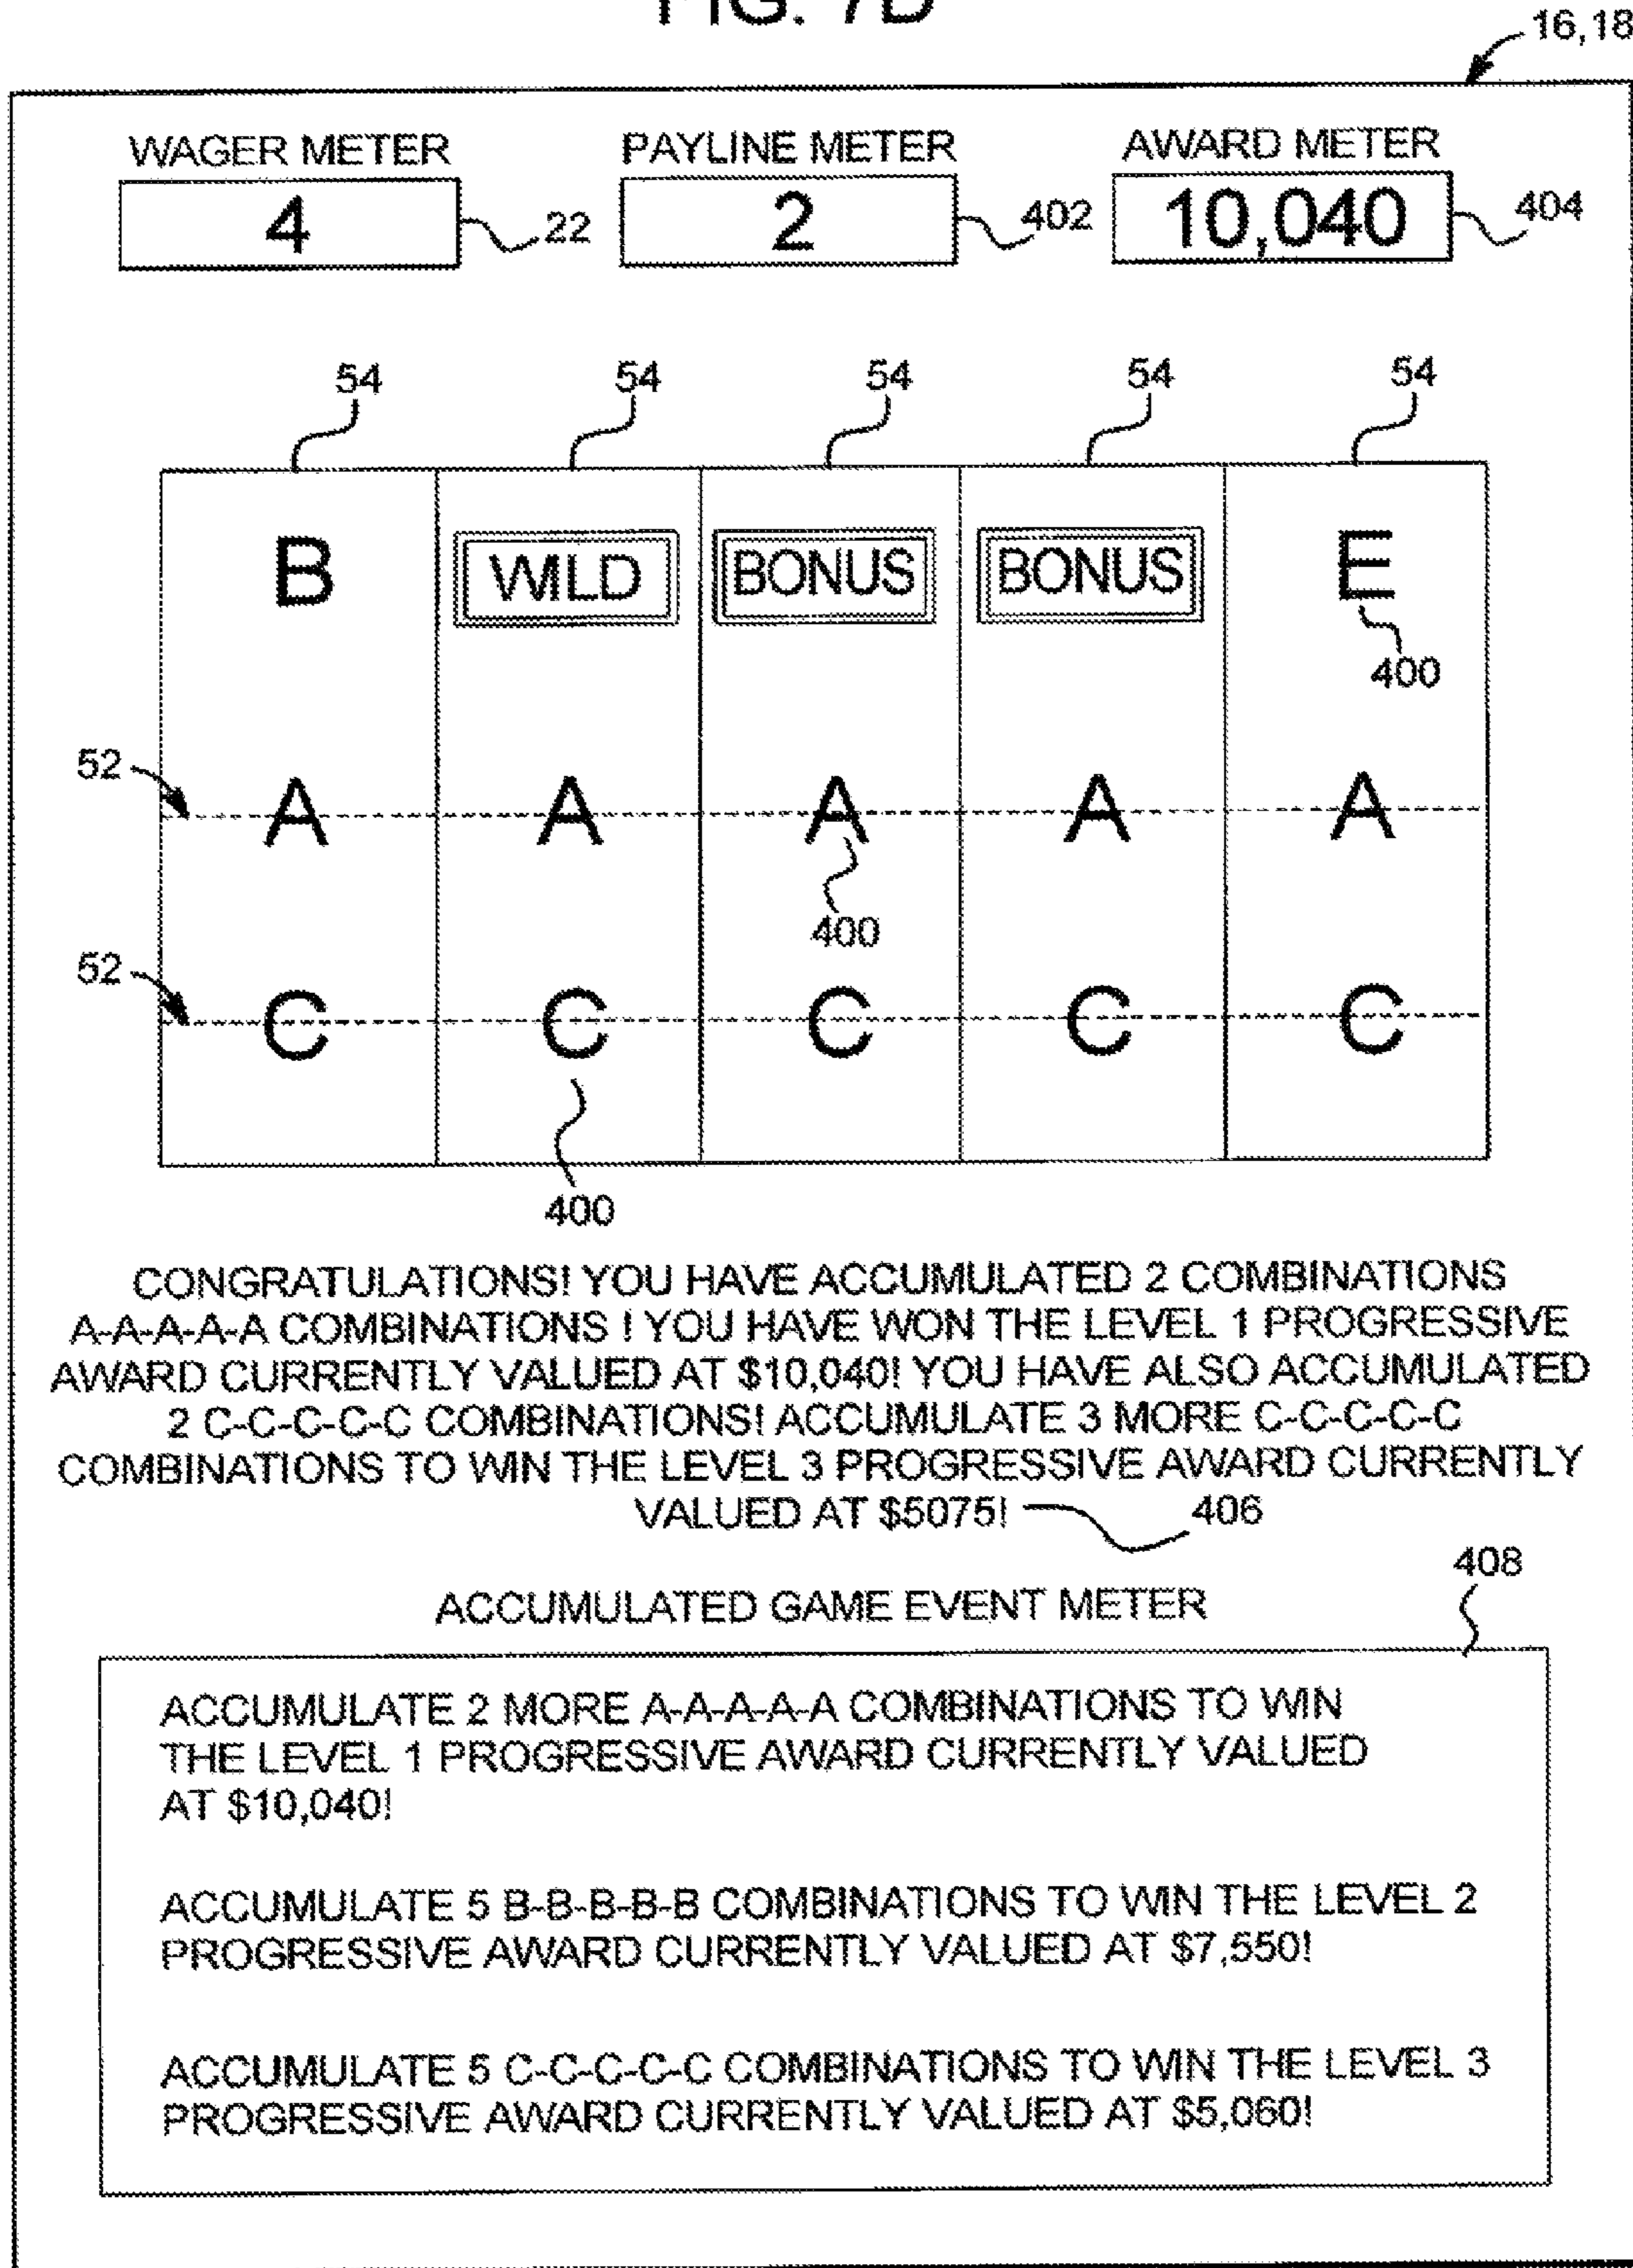 FIG. 7D
16,18
WAGER METER PAYLINE METER AWARD METER
4 22 2 402 10,040 404
54 54 54 54 54
B WILD BONUS BONUS E
400
52 A A A A A
400
52 C C C C C
400
CONGRATULATIONS! YOU HAVE ACCUMULATED 2 COMBINATIONS
A-A-A-A-A COMBINATIONS ! YOU HAVE WON THE LEVEL 1 PROGRESSIVE
AWARD CURRENTLY VALUED AT $10,040! YOU HAVE ALSO ACCUMULATED
2 C-C-C-C-C COMBINATIONS! ACCUMULATE 3 MORE C-C-C-C-C
COMBINATIONS TO WIN THE LEVEL 3 PROGRESSIVE AWARD CURRENTLY
VALUED AT $5075! 406
408
ACCUMULATED GAME EVENT METER
ACCUMULATE 2 MORE A-A-A-A-A COMBINATIONS TO WIN
THE LEVEL 1 PROGRESSIVE AWARD CURRENTLY VALUED
AT $10,040!
ACCUMULATE 5 B-B-B-B-B COMBINATIONS TO WIN THE LEVEL 2
PROGRESSIVE AWARD CURRENTLY VALUED AT $7,550!
ACCUMULATE 5 C-C-C-C-C COMBINATIONS TO WIN THE LEVEL 3
PROGRESSIVE AWARD CURRENTLY VALUED AT $5,060!